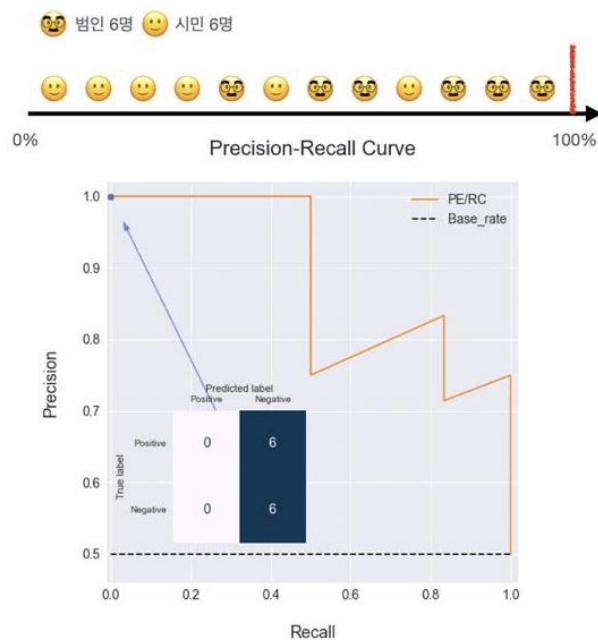 범인 6명 시민 6명
0% 100%
Precision-Recall Curve
PE/RC
Base_rate
1.0
0.9
0.8
0.7
0.6
0.5
Precision
Predicted label
Positive Negative
True label
Positive 0 6
Negative 0 6
0.0 0.2 0.4 0.6 0.8 1.0
Recall